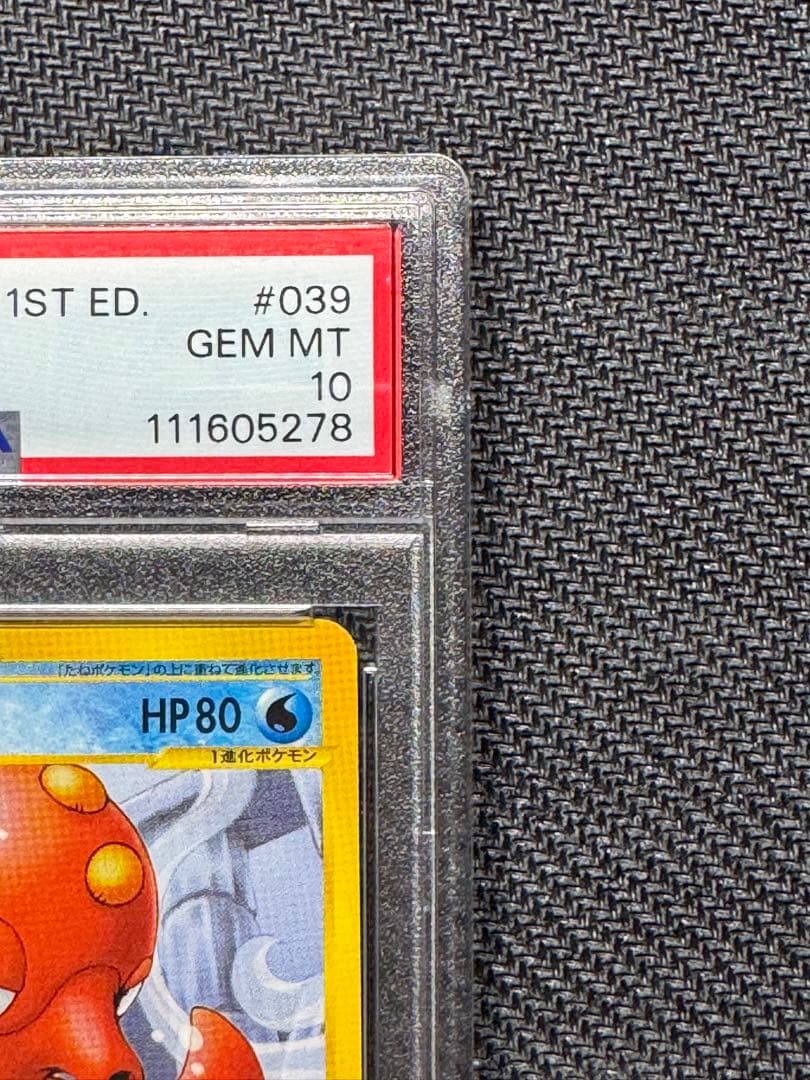 1ST ED. #039
GEM MT
10
111605278
「たねポケモン」の上に重ねて進化させます
HP80
1進化ポケモン